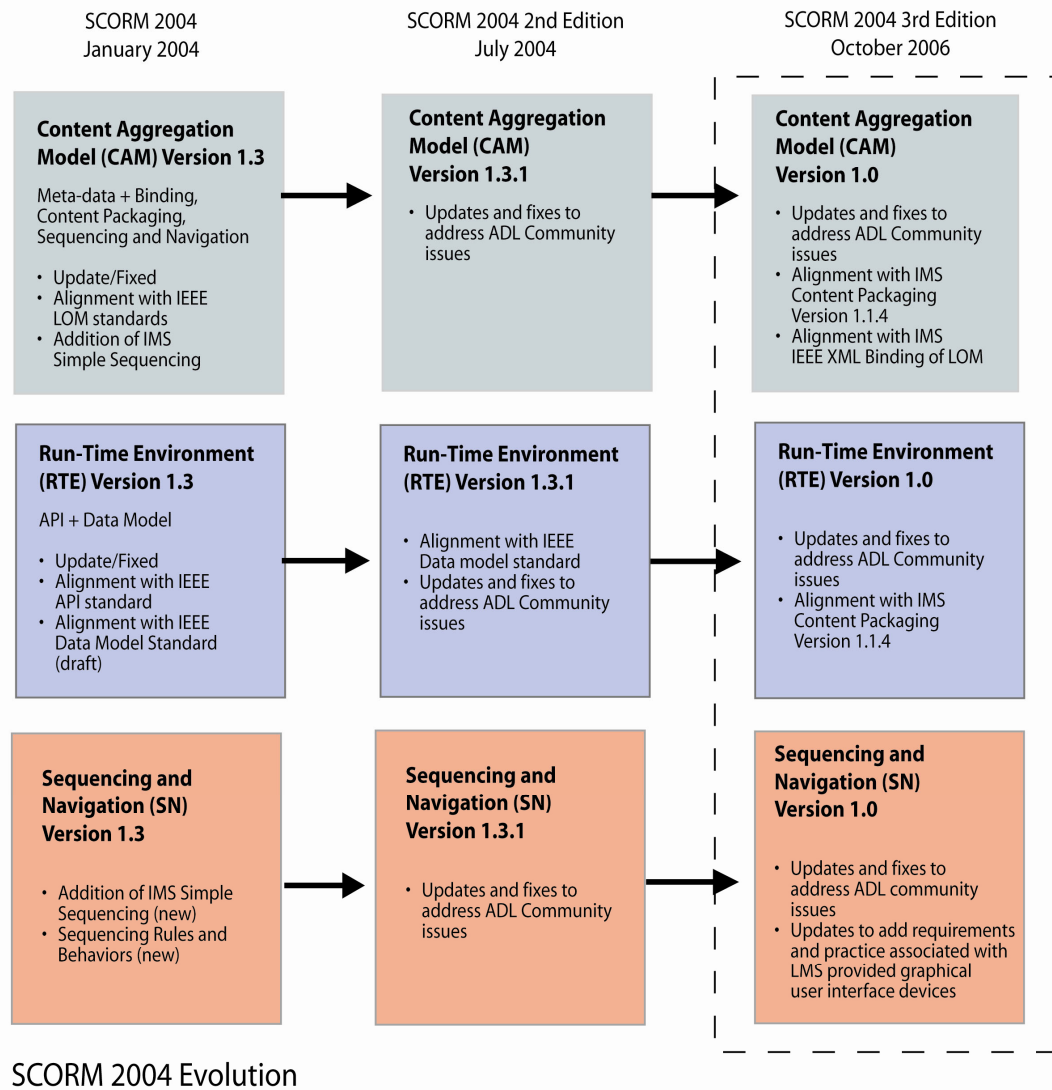 SCORM 2004
January 2004
SCORM 2004 2nd Edition
July 2004
SCORM 2004 3rd Edition
October 2006
Content Aggregation
Model (CAM) Version 1.3
Meta-data + Binding,
Content Packaging,
Sequencing and Navigation
• Update/Fixed
• Alignment with IEEE
LOM standards
• Addition of IMS
Simple Sequencing
Content Aggregation
Model (CAM)
Version 1.3.1
• Updates and fixes to
address ADL Community
issues
Content Aggregation
Model (CAM)
Version 1.0
• Updates and fixes to
address ADL Community
issues
• Alignment with IMS
Content Packaging
Version 1.1.4
• Alignment with IMS
IEEE XML Binding of LOM
Run-Time Environment
(RTE) Version 1.3
API + Data Model
• Update/Fixed
• Alignment with IEEE
API standard
• Alignment with IEEE
Data Model Standard
(draft)
Run-Time Environment
(RTE) Version 1.3.1
• Alignment with IEEE
Data model standard
• Updates and fixes to
address ADL Community
issues
Run-Time Environment
(RTE) Version 1.0
• Updates and fixes to
address ADL Community
issues
• Alignment with IMS
Content Packaging
Version 1.1.4
Sequencing and
Navigation (SN)
Version 1.3
• Addition of IMS Simple
Sequencing (new)
• Sequencing Rules and
Behaviors (new)
Sequencing and
Navigation (SN)
Version 1.3.1
• Updates and fixes to
address ADL Community
issues
Sequencing and
Navigation (SN)
Version 1.0
• Updates and fixes to
address ADL community
issues
• Updates to add requirements
and practice associated with
LMS provided graphical
user interface devices
SCORM 2004 Evolution